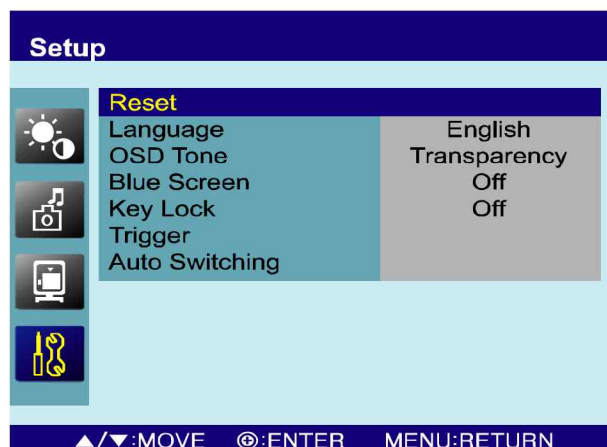 Setup
Reset
Language English
OSD Tone Transparency
Blue Screen Off
Key Lock Off
Trigger
Auto Switching
▲/▼:MOVE ⊕:ENTER MENU:RETURN